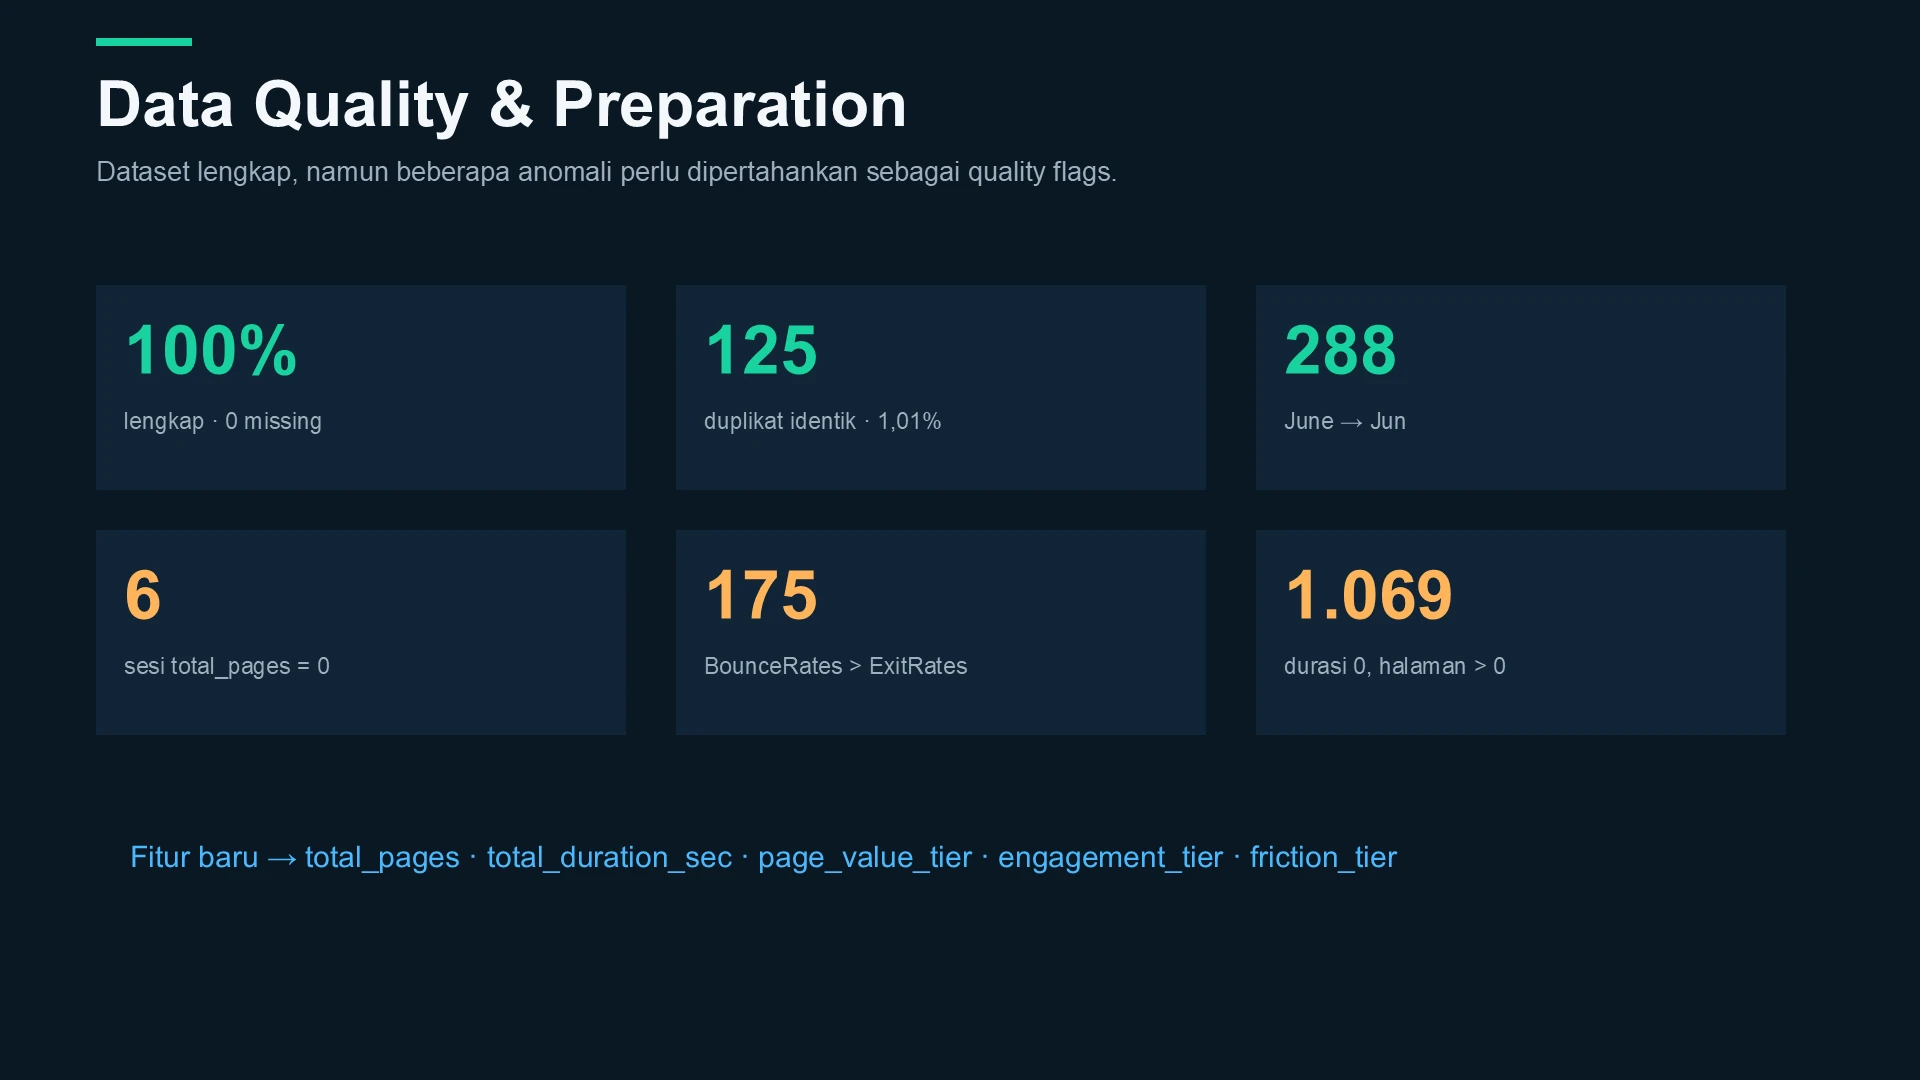 Data Quality & Preparation
Dataset lengkap, namun beberapa anomali perlu dipertahankan sebagai quality flags.
100%
lengkap · 0 missing
125
duplikat identik · 1,01%
288
June → Jun
6
sesi total_pages = 0
175
BounceRates > ExitRates
1.069
durasi 0, halaman > 0
Fitur baru → total_pages · total_duration_sec · page_value_tier · engagement_tier · friction_tier